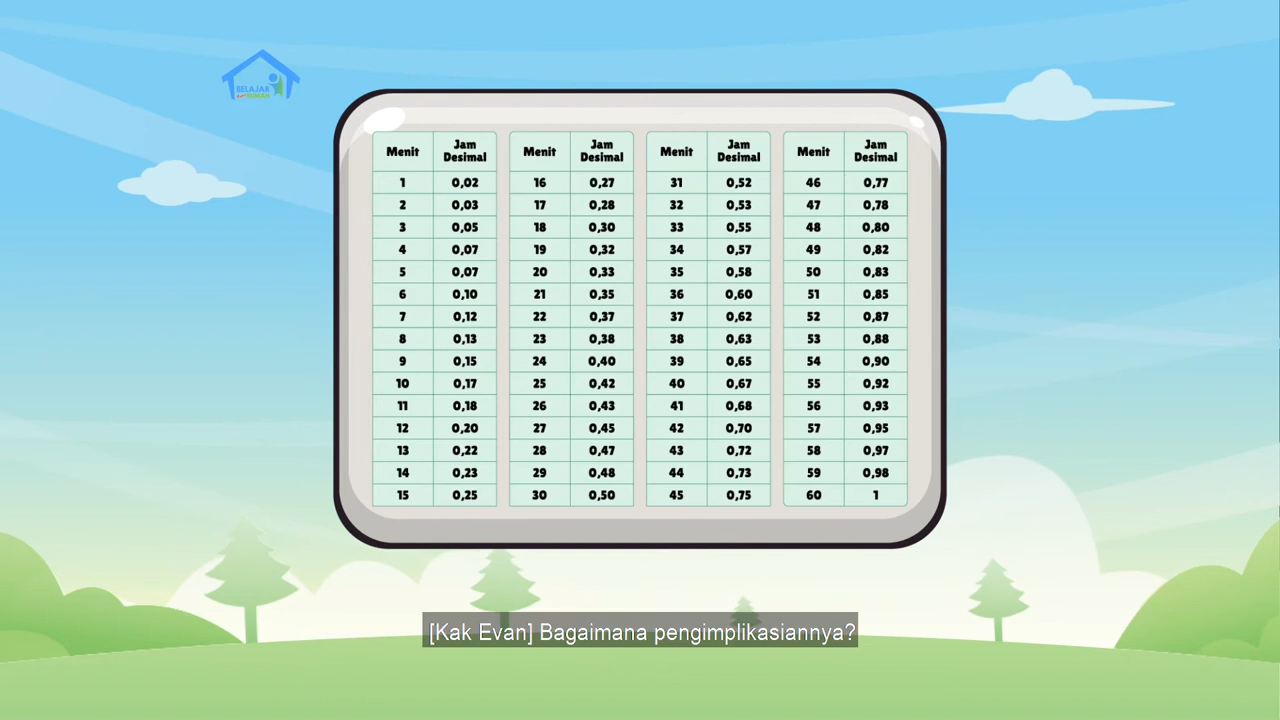 BELAJAR
dari RUMAH
Menit Jam Desimal Menit Jam Desimal Menit Jam Desimal Menit Jam Desimal
1 0,02 16 0,27 31 0,52 46 0,77
2 0,03 17 0,28 32 0,53 47 0,78
3 0,05 18 0,30 33 0,55 48 0,80
4 0,07 19 0,32 34 0,57 49 0,82
5 0,07 20 0,33 35 0,58 50 0,83
6 0,10 21 0,35 36 0,60 51 0,85
7 0,12 22 0,37 37 0,62 52 0,87
8 0,13 23 0,38 38 0,63 53 0,88
9 0,15 24 0,40 39 0,65 54 0,90
10 0,17 25 0,42 40 0,67 55 0,92
11 0,18 26 0,43 41 0,68 56 0,93
12 0,20 27 0,45 42 0,70 57 0,95
13 0,22 28 0,47 43 0,72 58 0,97
14 0,23 29 0,48 44 0,73 59 0,98
15 0,25 30 0,50 45 0,75 60 1
[Kak Evan] Bagaimana pengimplikasiannya?